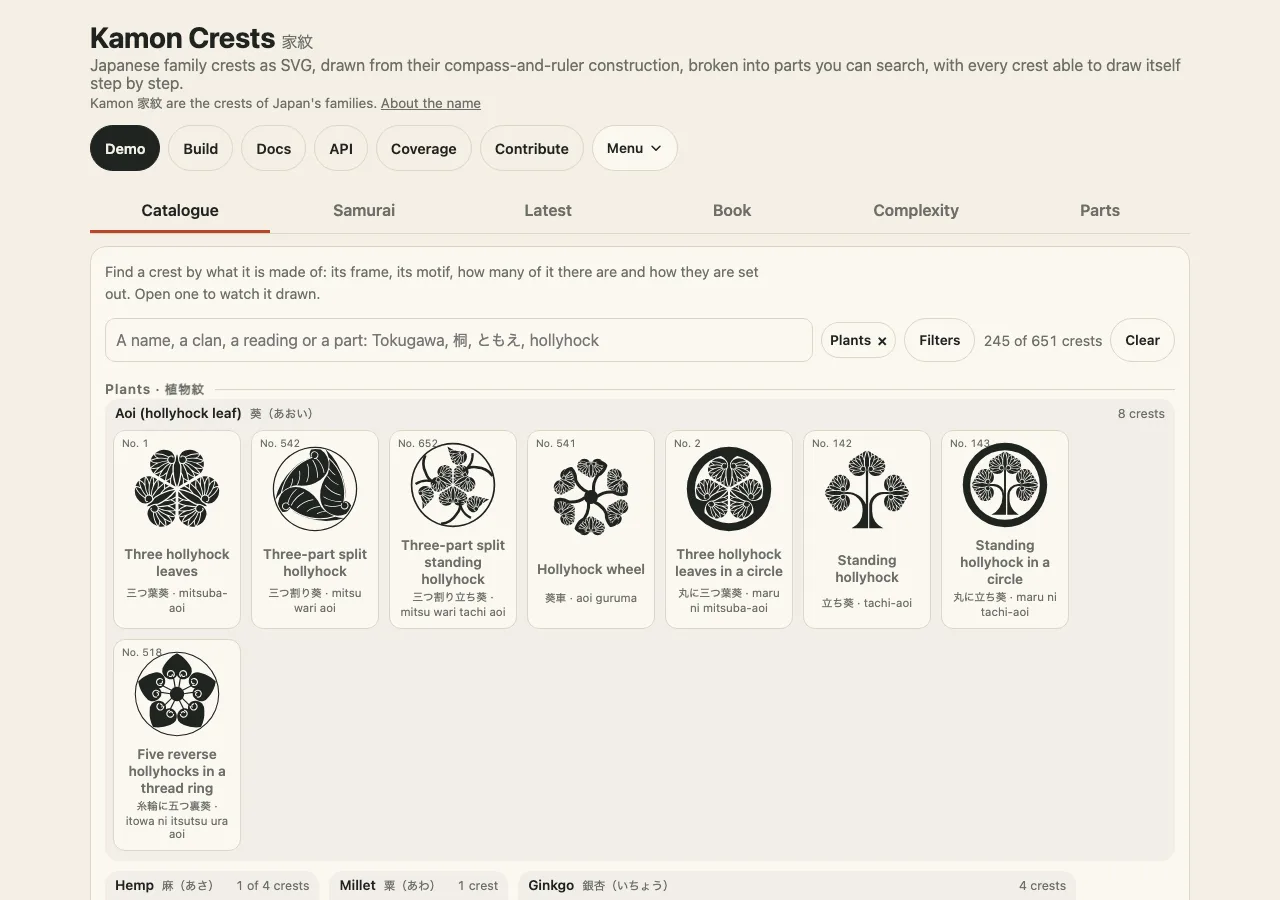 Kamon Crests 家紋
Japanese family crests as SVG, drawn from their compass-and-ruler construction, broken into parts you can search, with every crest able to draw itself
step by step.
Kamon 家紋 are the crests of Japan's families. About the name
Demo
Build
Docs
API
Coverage
Contribute
Menu
Catalogue
Samurai
Latest
Book
Complexity
Parts
Find a crest by what it is made of: its frame, its motif, how many of it there are and how they are set
out. Open one to watch it drawn.
A name, a clan, a reading or a part: Tokugawa, 桐, ともえ, hollyhock
Plants ×
Filters
245 of 651 crests
Clear
Plants · 植物紋
Aoi (hollyhock leaf) 葵（あおい）
8 crests
No. 1
Three hollyhock
leaves
三つ葉葵 · mitsuba-
aoi
No. 542
Three-part split
hollyhock
三つ割り葵 · mitsu
wari aoi
No. 652
Three-part split
standing
hollyhock
三つ割り立ち葵 ·
mitsu wari tachi aoi
No. 541
Hollyhock wheel
葵車 · aoi guruma
No. 2
Three hollyhock
leaves in a circle
丸に三つ葉葵 · maru
ni mitsuba-aoi
No. 142
Standing
hollyhock
立ち葵 · tachi-aoi
No. 143
Standing
hollyhock in a
circle
丸に立ち葵 · maru ni
tachi-aoi
No. 518
Five reverse
hollyhocks in a
thread ring
糸輪に五つ裏葵 ·
itowa ni itsutsu ura
aoi
Hemp 麻（あさ）
1 of 4 crests
Millet 粟（あわ）
1 crest
Ginkgo 銀杏（いちょう）
4 crests